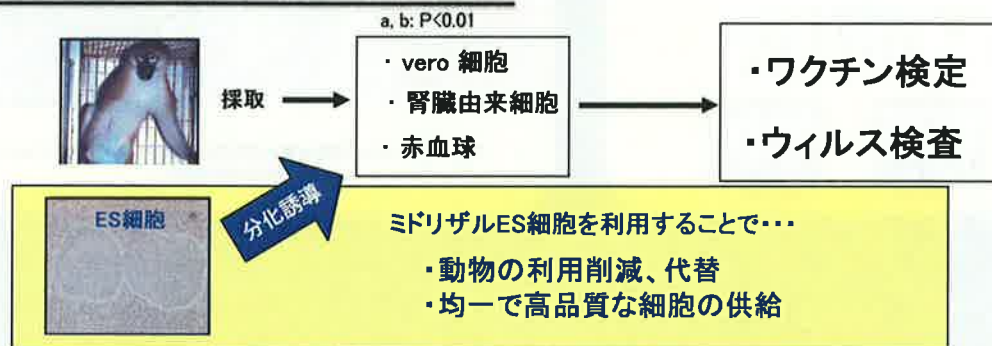 a, b: P<0.01
採取
・vero 細胞
・腎臓由来細胞
・赤血球
・ワクチン検定
・ウィルス検査
ES細胞
分化誘導
ミドリザルES細胞を利用することで・・・
・動物の利用削減、代替
・均一で高品質な細胞の供給